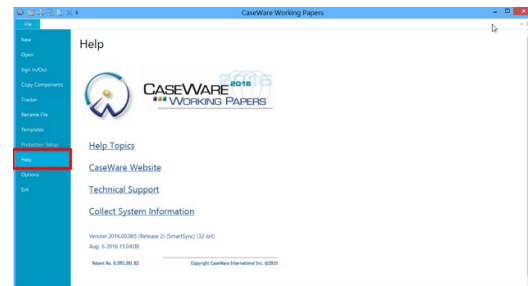 CaseWare Working Papers
File
New
Open
Sign In/Out
Copy Components
Tracker
Rename File
Templates
Protection Setup
Help
Options
Exit
Help
2016
CASEWARE 2016
WORKING PAPERS
Help Topics
CaseWare Website
Technical Support
Collect System Information
Version 2016.00.065 (Release 2) [SmartSync] (32-bit)
Aug 6 2016 15:04:08
Copyright CaseWare International Inc. ©2016